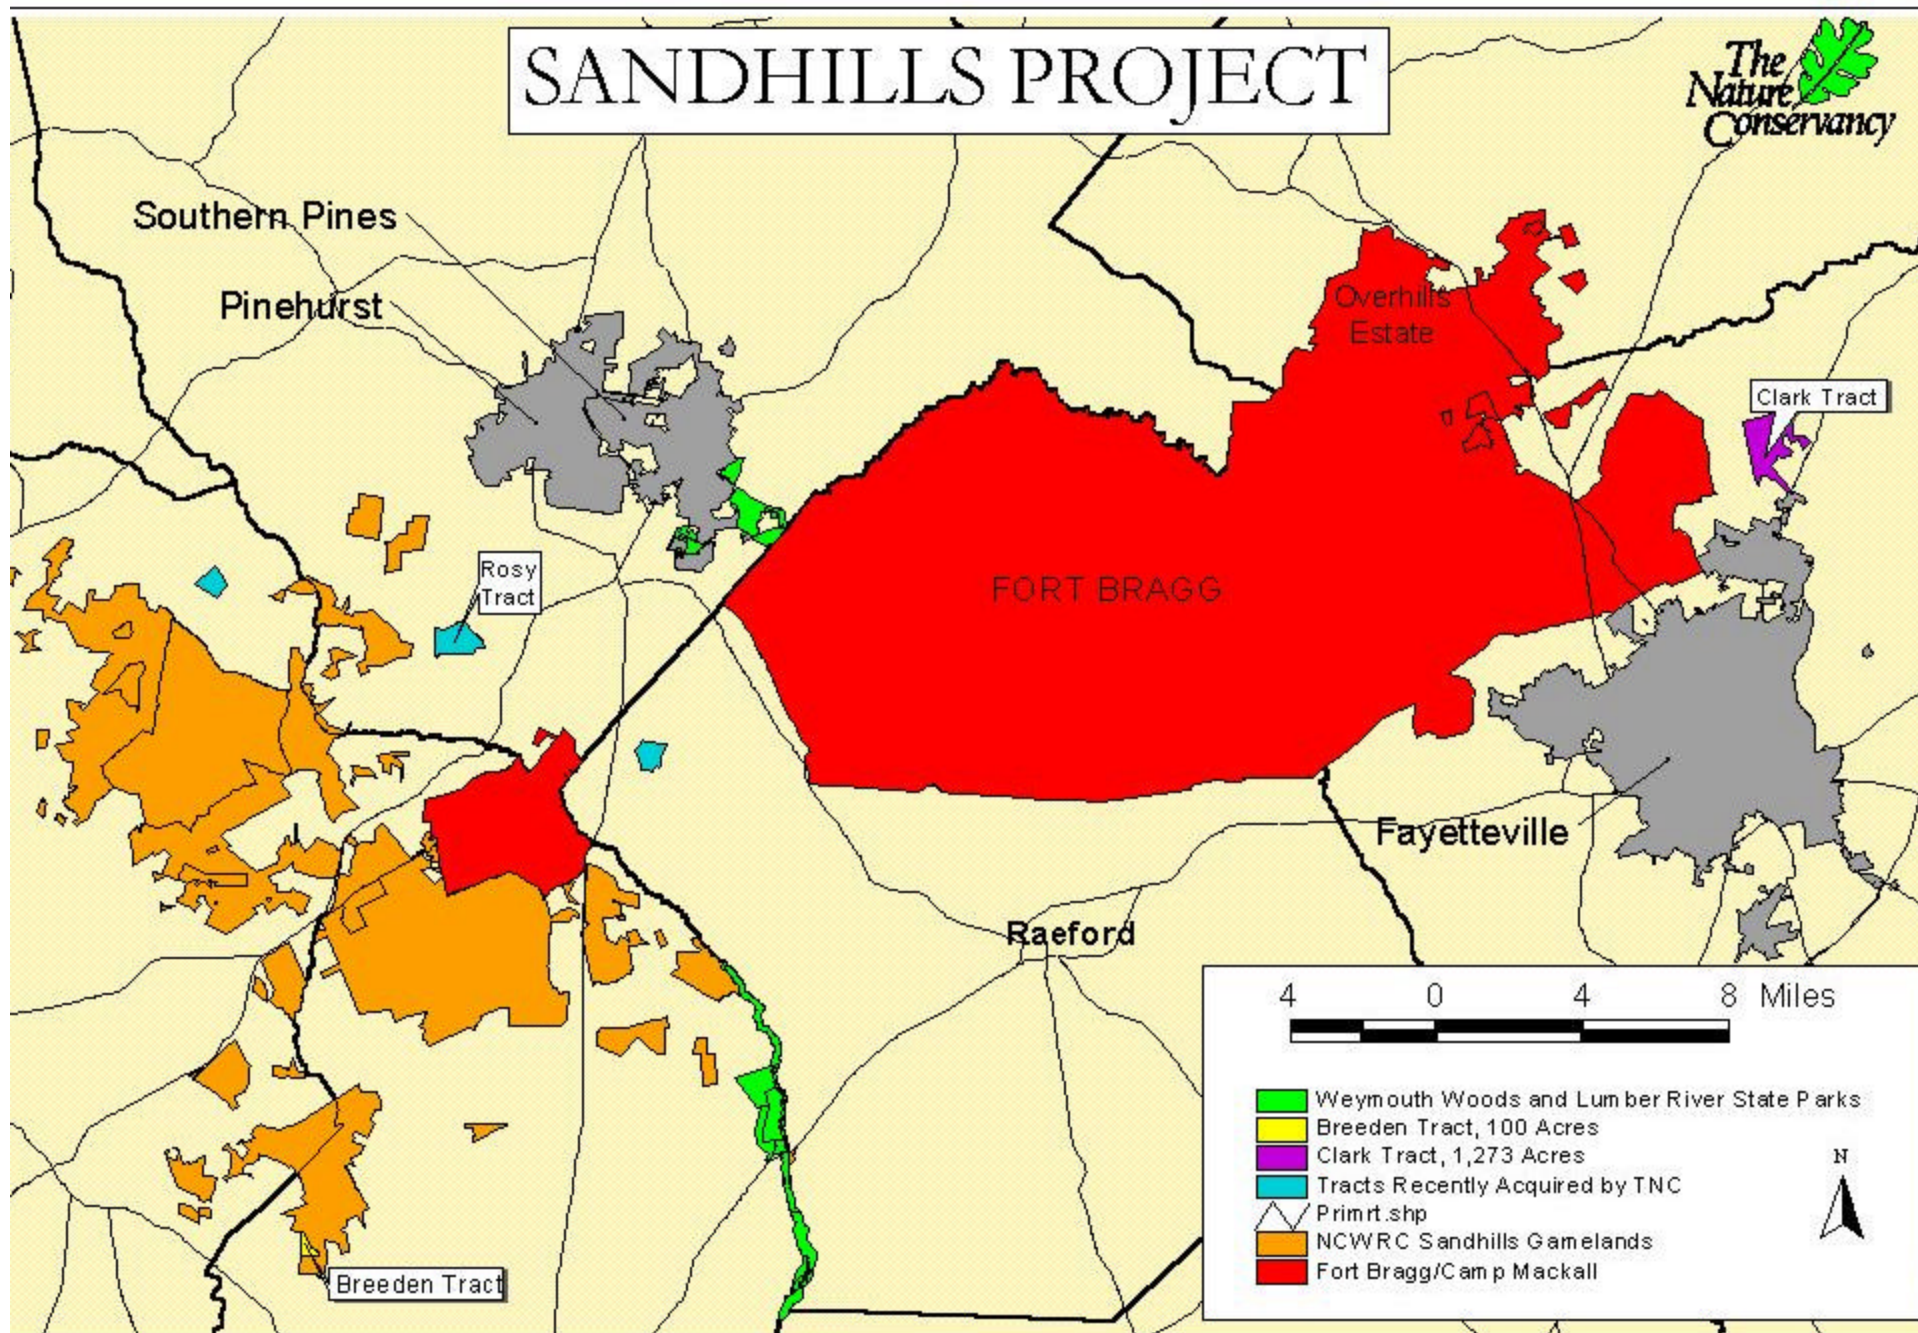 SANDHILLS PROJECT
The
Nature
Conservancy
Southern Pines
Pinehurst
Overhills
Estate
Clark Tract
Rosy
Tract
FORT BRAGG
Fayetteville
Raeford
Breeden Tract
4 0 4 8 Miles
Weymouth Woods and Lumber River State Parks
Breeden Tract, 100 Acres
Clark Tract, 1,273 Acres
Tracts Recently Acquired by TNC
Primrt.shp
NCWRC Sandhills Gamelands
Fort Bragg/Camp Mackall
N